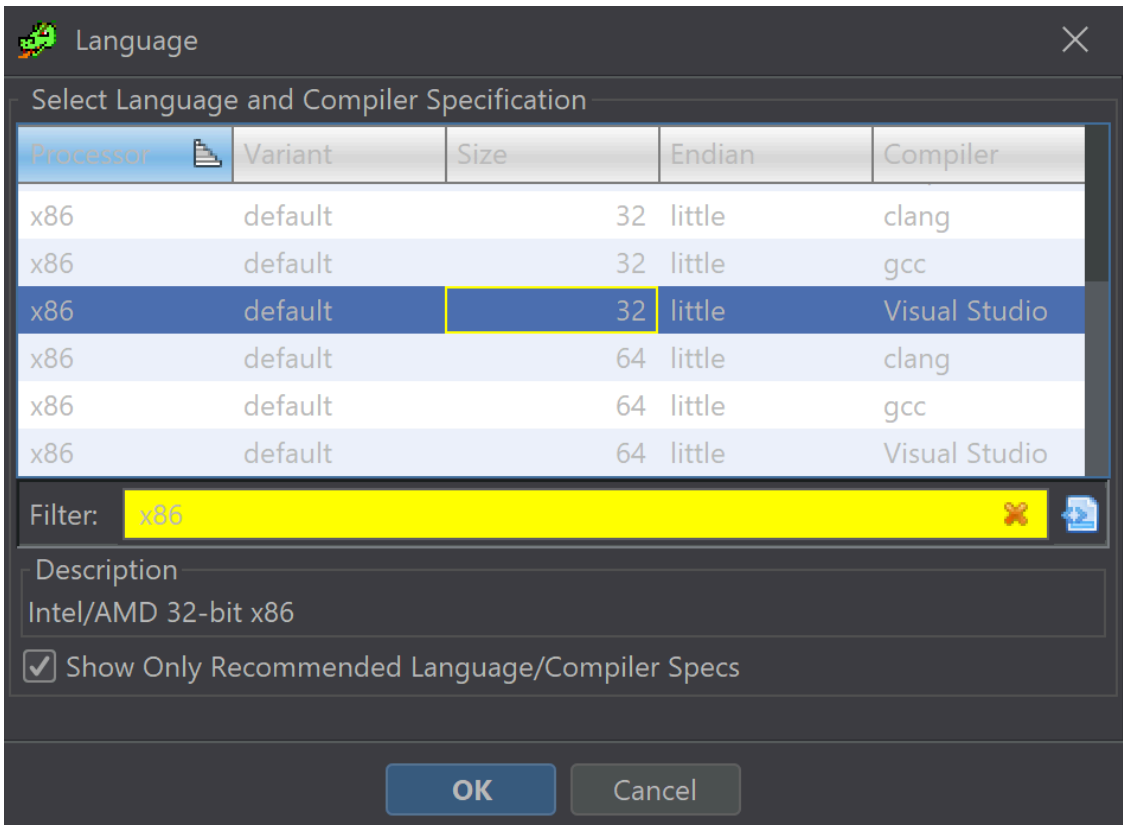 Language
Select Language and Compiler Specification
Processor Variant Size Endian Compiler
x86 default 32 little clang
x86 default 32 little gcc
x86 default 32 little Visual Studio
x86 default 64 little clang
x86 default 64 little gcc
x86 default 64 little Visual Studio
Filter: x86
Description
Intel/AMD 32-bit x86
Show Only Recommended Language/Compiler Specs
OK Cancel